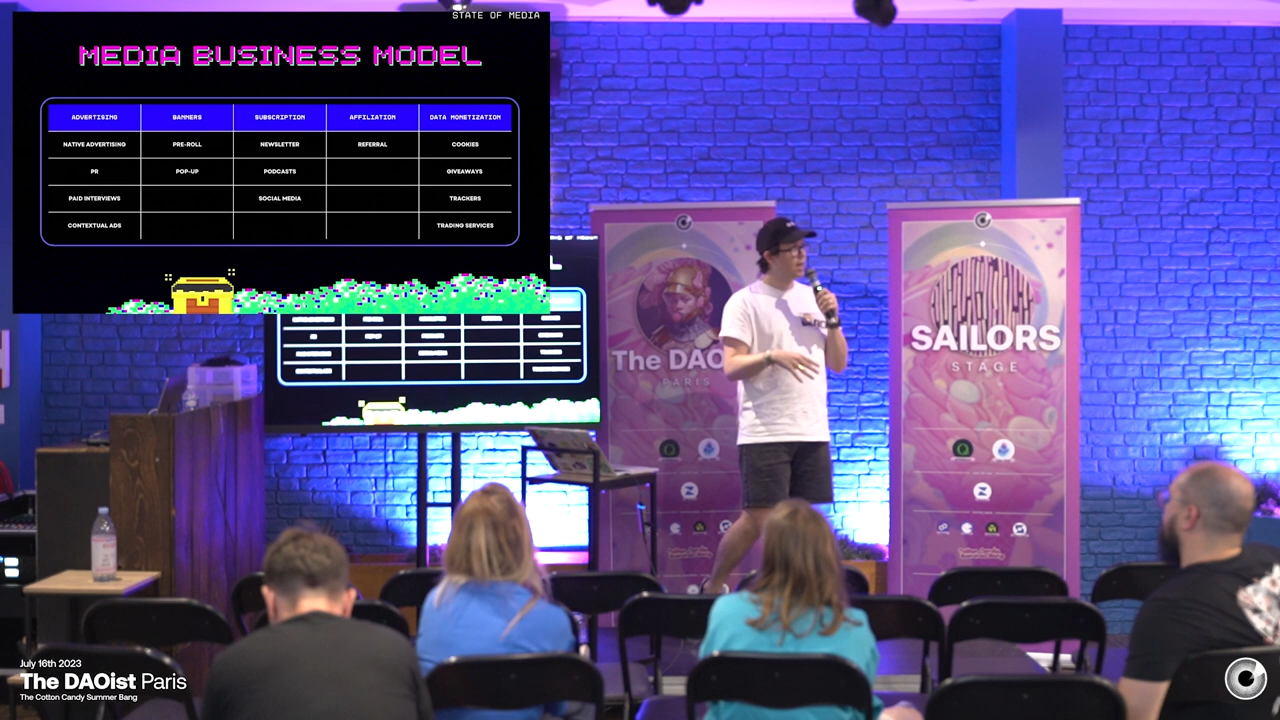 STATE OF MEDIA
MEDIA BUSINESS MODEL
ADVERTISING BANNERS SUBSCRIPTION AFFILIATION DATA MONETIZATION
NATIVE ADVERTISING PRE-ROLL NEWSLETTER REFERRAL COOKIES
PR POP-UP PODCASTS GIVEAWAYS
PAID INTERVIEWS SOCIAL MEDIA TRACKERS
CONTEXTUAL ADS TRADING SERVICES
The DAO
PARIS
SAILORS
STAGE
July 16th 2023
The DAOist Paris
The Cotton Candy Summer Bang